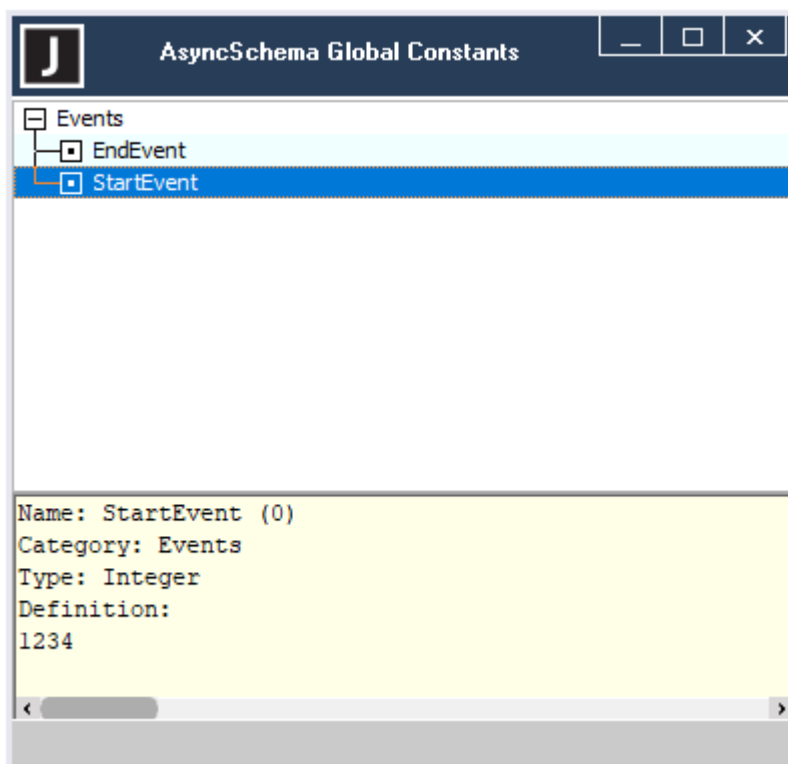 J
AsyncSchema Global Constants
Events
EndEvent
StartEvent
Name: StartEvent (0)
Category: Events
Type: Integer
Definition:
1234